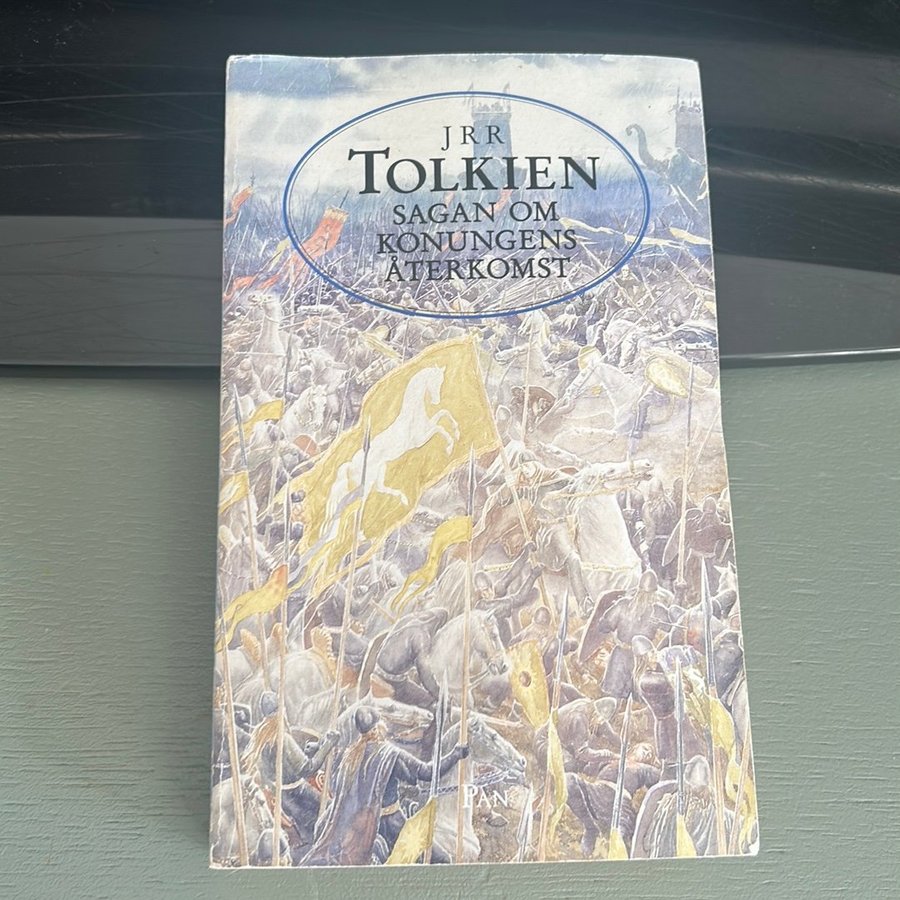 JRR
TOLKIEN
SAGAN OM
KONUNGENS
ÅTERKOMST
PAN